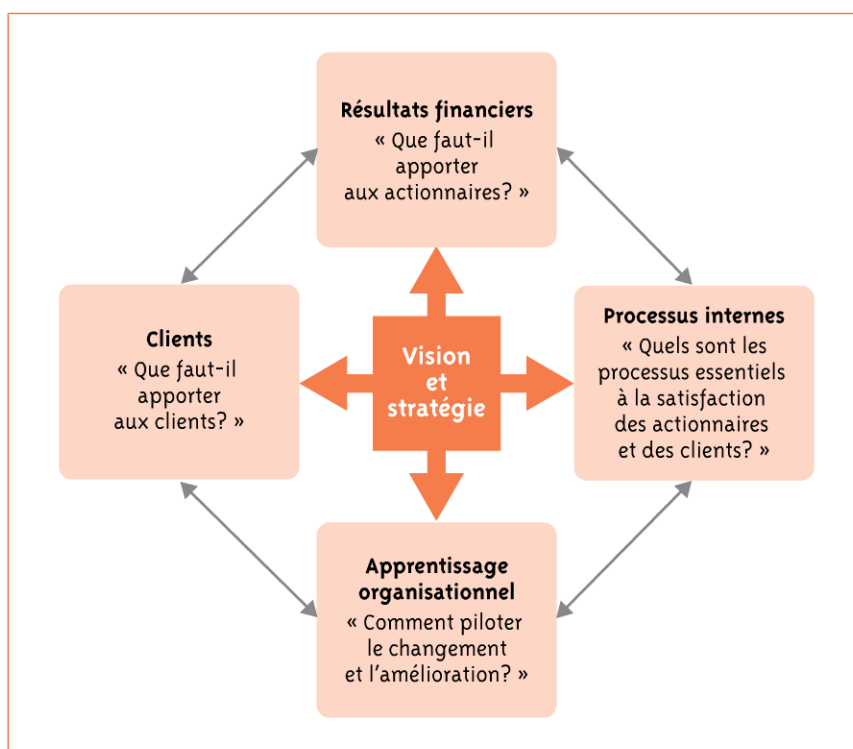 Résultats financiers
« Que faut-il
apporter
aux actionnaires? »
Clients
« Que faut-il
apporter
aux clients? »
Vision
et
stratégie
Processus internes
« Quels sont les
processus essentiels
à la satisfaction
des actionnaires
et des clients? »
Apprentissage
organisationnel
« Comment piloter
le changement
et l'amélioration? »